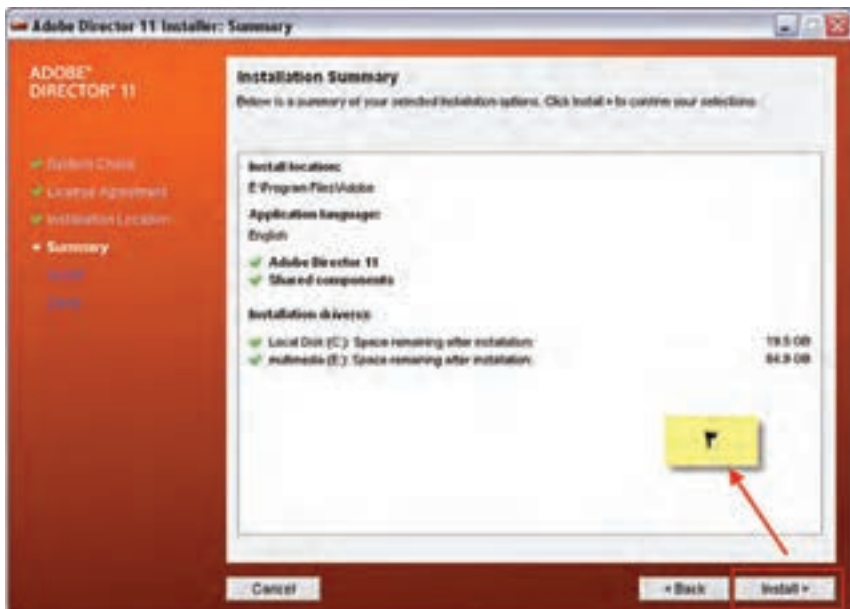 Adobe Director 11 Installer: Summary
ADOBE®
DIRECTOR® 11
System Check
License Agreement
Installation Location
Summary
Installation Summary
Below is a summary of your selected installation options. Click Install to confirm your selections.
Install location:
E:\Program Files\Adobe
Application language:
English
Adobe Director 11
Shared components
Installation drive(s):
Local Disk (C:): Space remaining after installation: 19.5 GB
multimedia (E:): Space remaining after installation: 84.9 GB
۳
Cancel
Back
Install